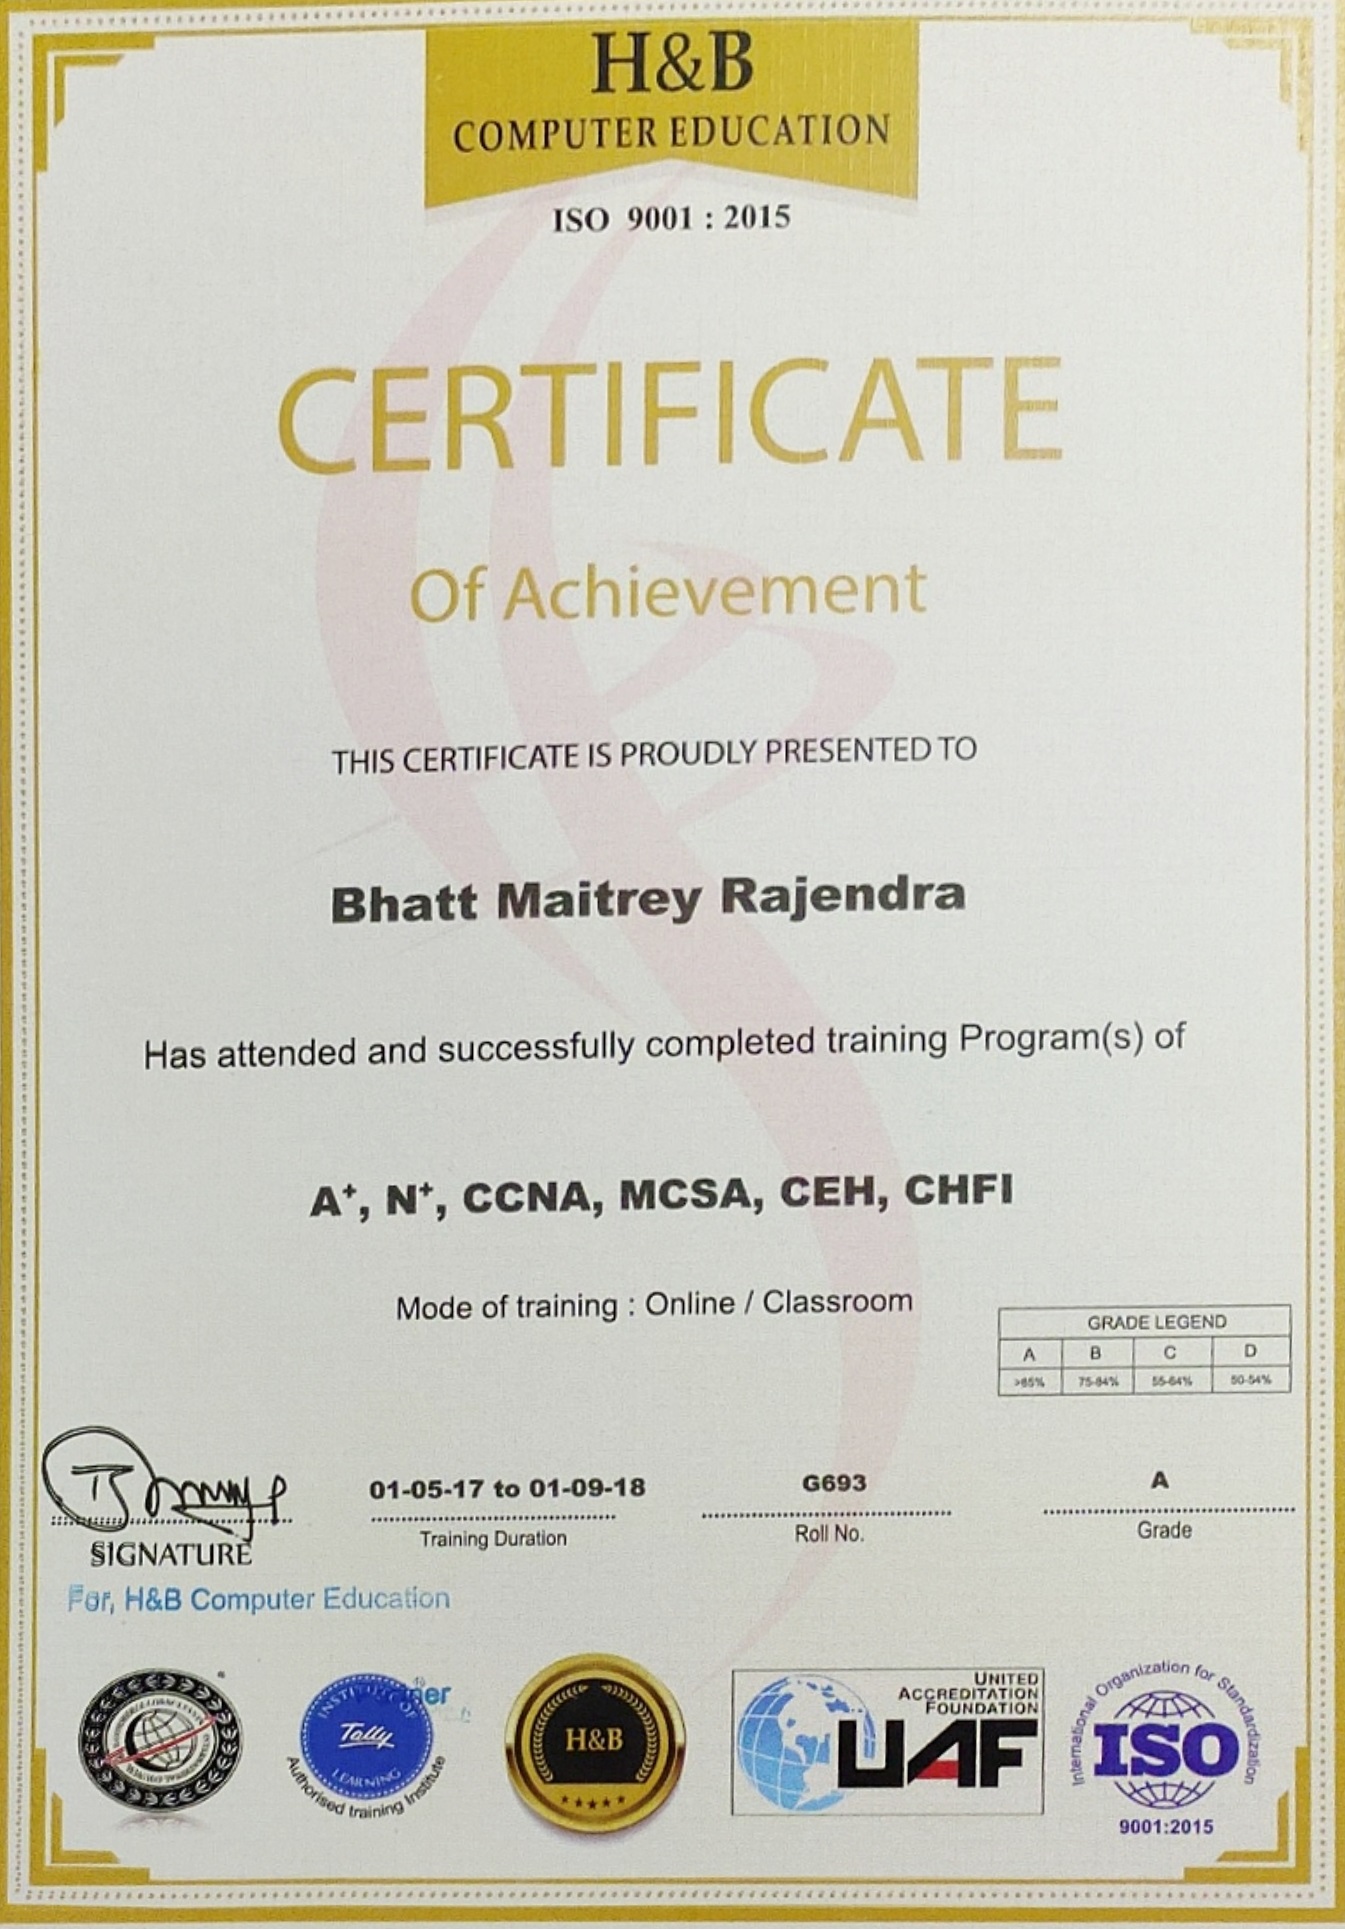 H&B
COMPUTER EDUCATION
ISO 9001 : 2015
CERTIFICATE
Of Achievement
THIS CERTIFICATE IS PROUDLY PRESENTED TO
Bhatt Maitrey Rajendra
Has attended and successfully completed training Program(s) of
A+, N+, CCNA, MCSA, CEH, CHFI
Mode of training : Online / Classroom
GRADE LEGEND
A B C D
>85% 75-84% 55-64% 50-54%
01-05-17 to 01-09-18 G693 A
SIGNATURE Training Duration Roll No. Grade
For, H&B Computer Education
INSTITUTE OF
Tally
LEARNING
Authorised training Institute
H&B
UNITED
ACCREDITATION
FOUNDATION
UAF
International Organization for Standardization
ISO
9001:2015